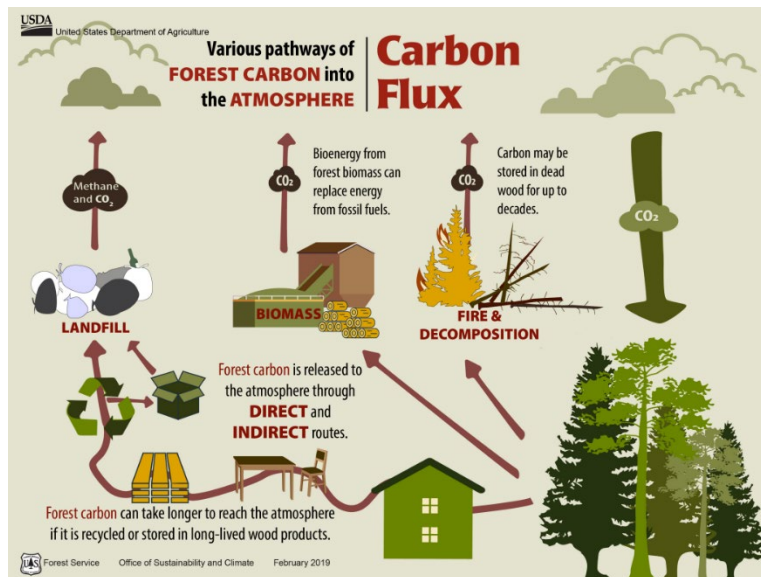 USDA
United States Department of Agriculture
Various pathways of
FOREST CARBON into
the ATMOSPHERE
Carbon
Flux
Methane
and CO2
CO2
Bioenergy from
forest biomass can
replace energy
from fossil fuels.
CO2
Carbon may be
stored in dead
wood for up to
decades.
CO2
LANDFILL
BIOMASS
FIRE &
DECOMPOSITION
Forest carbon is released to
the atmosphere through
DIRECT and
INDIRECT routes.
Forest carbon can take longer to reach the atmosphere
if it is recycled or stored in long-lived wood products.
Forest Service Office of Sustainability and Climate February 2019